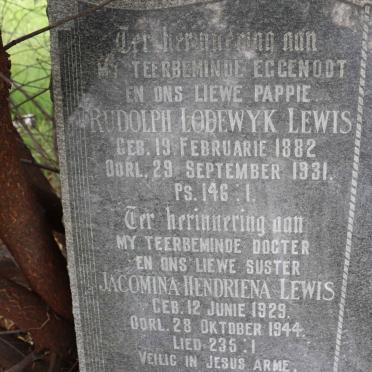 Ter herinnering aan
MY TEERBEMINDE EGGENOOT
EN ONS LIEWE PAPPIE
RUDOLPH LODEWYK LEWIS
GEB. 19 FEBRUARIE 1882
OORL. 29 SEPTEMBER 1931.
PS. 146 : 1.
Ter herinnering aan
MY TEERBEMINDE DOGTER
EN ONS LIEWE SUSTER
JACOMINA HENDRIENA LEWIS
GEB. 12 JUNIE 1929.
OORL. 28 OKTOBER 1944.
LIED 235 : 1
VEILIG IN JESUS ARME.